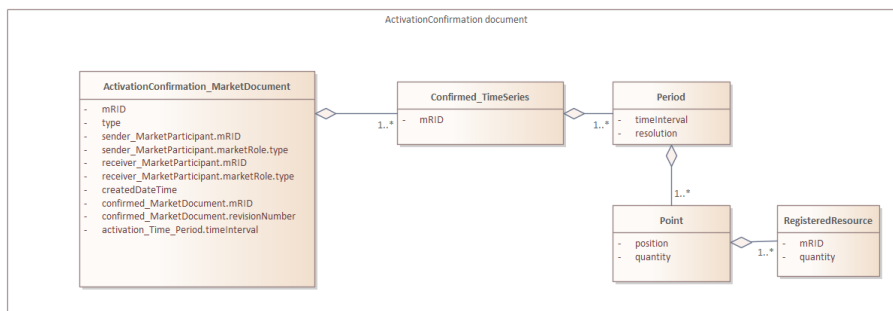 ActivationConfirmation document
ActivationConfirmation_MarketDocument
- mRID
- type
- sender_MarketParticipant.mRID
- sender_MarketParticipant.marketRole.type
- receiver_MarketParticipant.mRID
- receiver_MarketParticipant.marketRole.type
- createdDateTime
- confirmed_MarketDocument.mRID
- confirmed_MarketDocument.revisionNumber
- activation_Time_Period.timeInterval
Confirmed_TimeSeries
- mRID
1..*
Period
- timeInterval
- resolution
1..*
1..*
Point
- position
- quantity
RegisteredResource
- mRID
- quantity
1..*